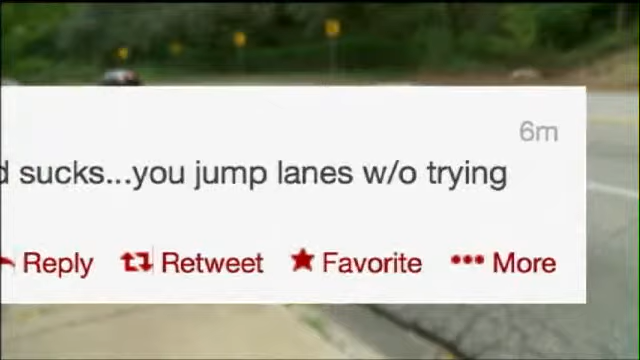 6m
sucks...you jump lanes w/o trying
Reply Retweet Favorite ••• More